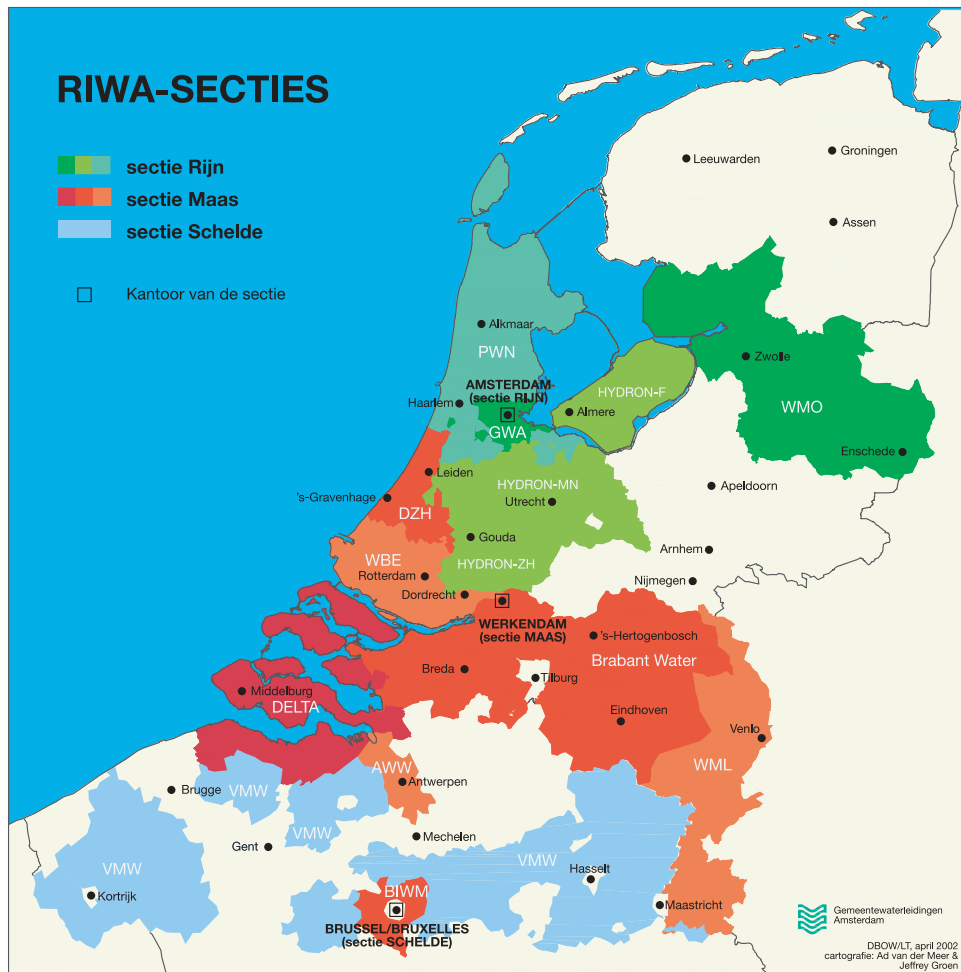 RIWA-SECTIES
sectie Rijn
sectie Maas
sectie Schelde
Kantoor van de sectie
Leeuwarden
Groningen
Assen
Alkmaar
PWN
Zwolle
AMSTERDAM
(sectie RIJN)
HYDRON-F
Haarlem
Almere
WMO
GWA
Enschede
Leiden
HYDRON-MN
Apeldoorn
's-Gravenhage
Utrecht
DZH
Gouda
Arnhem
WBE
HYDRON-ZH
Rotterdam
Nijmegen
Dordrecht
WERKENDAM
(sectie MAAS)
's-Hertogenbosch
Brabant Water
Breda
Tilburg
Middelburg
DELTA
Eindhoven
Venlo
AWW
WML
Antwerpen
Brugge
VMW
VMW
Mechelen
Gent
VMW
VMW
Hasselt
Kortrijk
BIWM
Maastricht
BRUSSEL/BRUXELLES
(sectie SCHELDE)
Gemeentewaterleidingen
Amsterdam
DBOW/LT, april 2002
cartografie: Ad van der Meer &
Jeffrey Groen